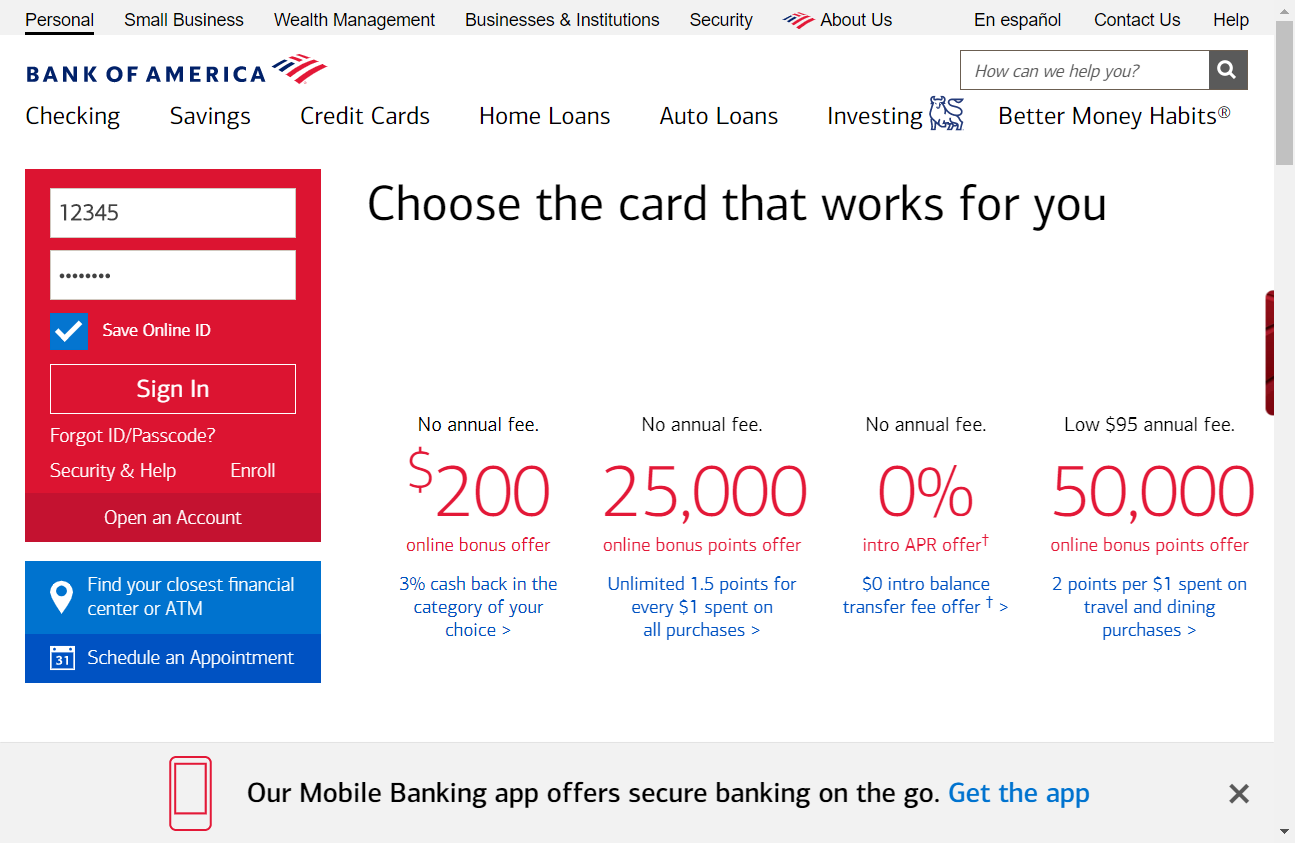 Personal Small Business Wealth Management Businesses & Institutions Security About Us En español Contact Us Help
BANK OF AMERICA
How can we help you?
Checking Savings Credit Cards Home Loans Auto Loans Investing Better Money Habits®
12345
••••••••
Save Online ID
Sign In
Forgot ID/Passcode?
Security & Help Enroll
Open an Account
Find your closest financial
center or ATM
31 Schedule an Appointment
Choose the card that works for you
No annual fee.
$200
online bonus offer
3% cash back in the
category of your
choice >
No annual fee.
25,000
online bonus points offer
Unlimited 1.5 points for
every $1 spent on
all purchases >
No annual fee.
0%
intro APR offer†
$0 intro balance
transfer fee offer † >
Low $95 annual fee.
50,000
online bonus points offer
2 points per $1 spent on
travel and dining
purchases >
Our Mobile Banking app offers secure banking on the go. Get the app